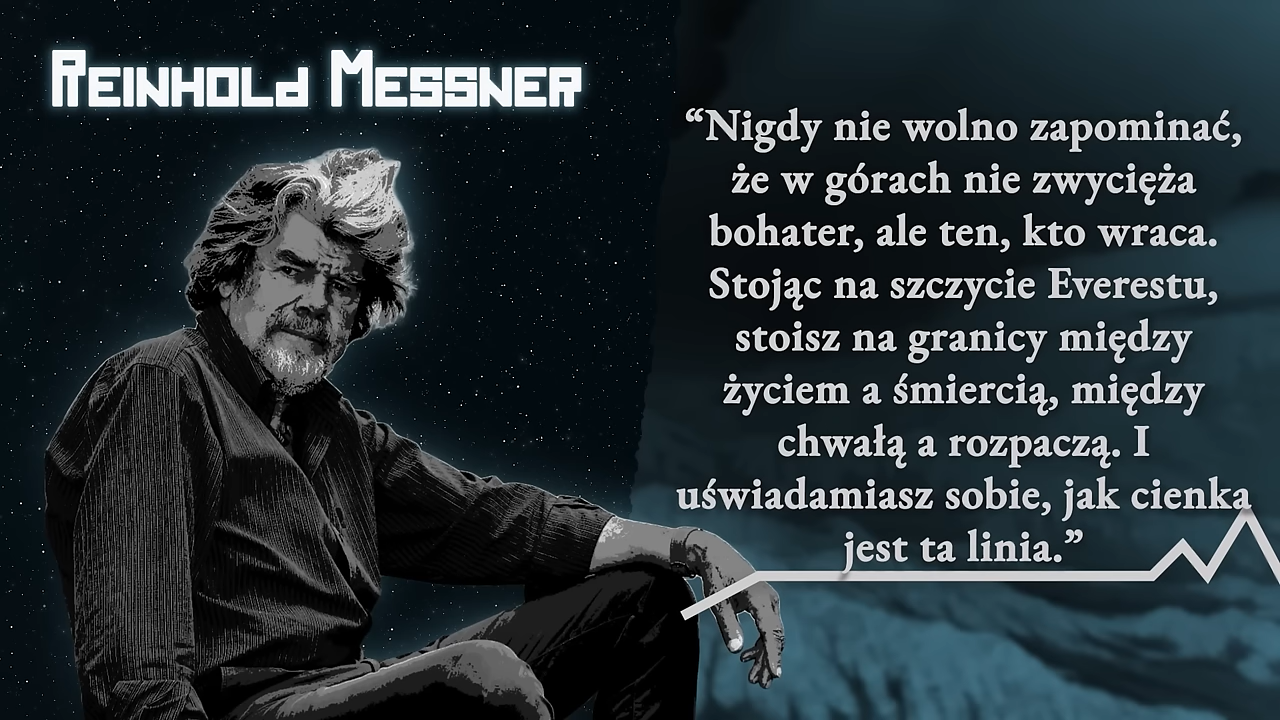 Reinhold Messner
“Nigdy nie wolno zapominać,
że w górach nie zwycięża
bohater, ale ten, kto wraca.
Stojąc na szczycie Everestu,
stoisz na granicy między
życiem a śmiercią, między
chwałą a rozpaczą. I
uświadamiasz sobie, jak cienka
jest ta linia.”